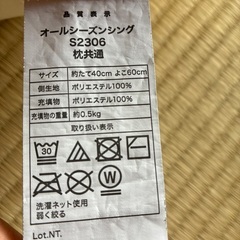 品質表示
オールシーズンシング
S2306
枕共通
サイズ 約たて40cm よこ60cm
側生地 ポリエステル100%
充填物 ポリエステル100%
充填物の重量 約0.5kg
取り扱い表示
30
W
洗濯ネット使用
弱く絞る
Lot.NT.